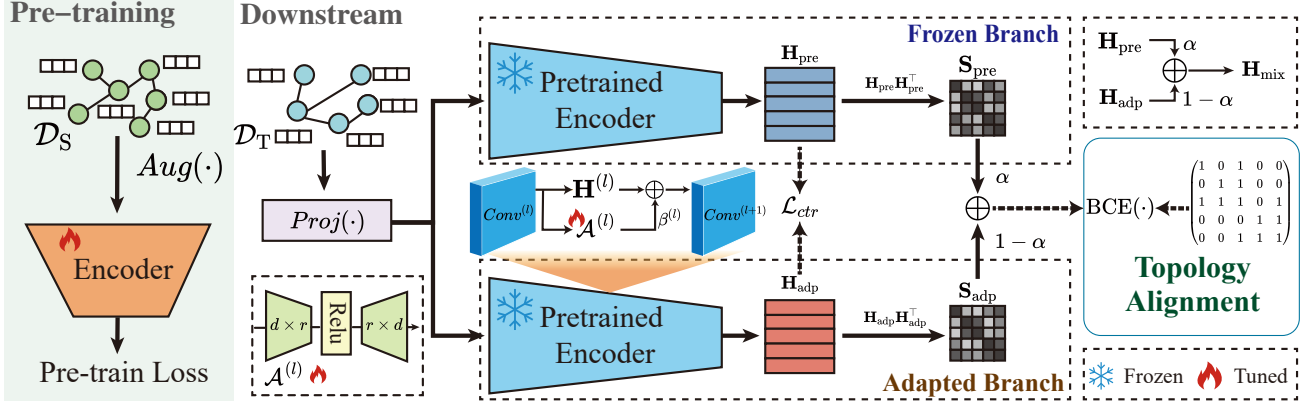 Pre-training
𝒟_S
Aug(·)
Encoder
Pre-train Loss
Downstream
𝒟_T
Proj(·)
d × r
Relu
r × d
𝒜^(l)
Frozen Branch
Pretrained
Encoder
H_pre
H_pre H_pre^⊤
S_pre
Conv^(l)
H^(l)
𝒜^(l)
β^(l)
Conv^(l+1)
ℒ_ctr
α
1 − α
Pretrained
Encoder
H_adp
H_adp H_adp^⊤
S_adp
Adapted Branch
H_pre
α
H_mix
H_adp
1 − α
BCE(·)
1 0 1 0 0
0 1 1 0 0
1 1 1 0 1
0 0 0 1 1
0 0 1 1 1
Topology
Alignment
Frozen
Tuned